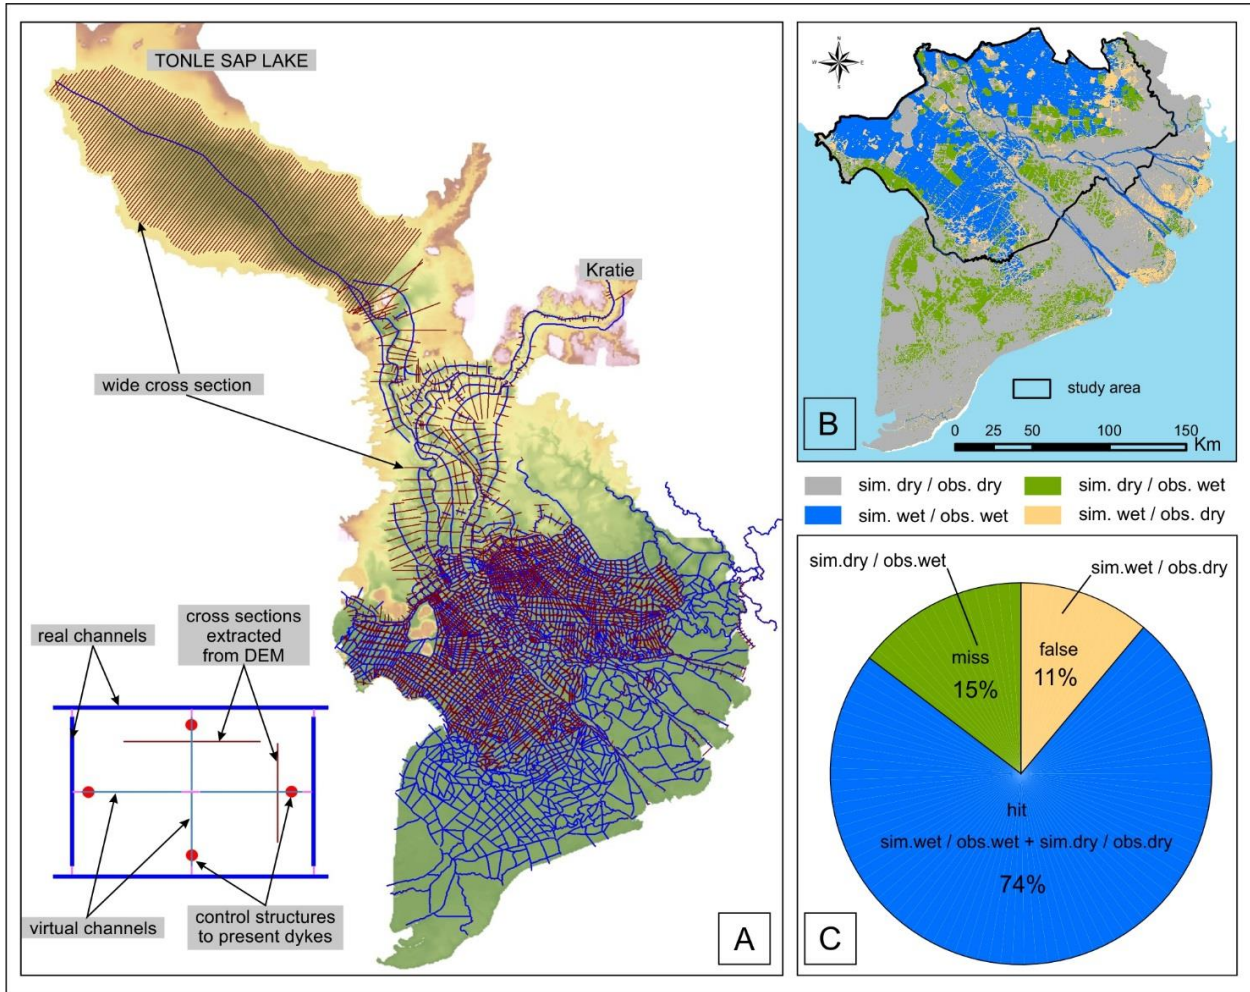 TONLE SAP LAKE
Kratie
wide cross section
real channels
cross sections
extracted
from DEM
virtual channels
control structures
to present dykes
A
N
W
E
S
study area
B
0 25 50 100 150
Km
sim. dry / obs. dry
sim. dry / obs. wet
sim. wet / obs. wet
sim. wet / obs. dry
sim.dry / obs.wet
sim.wet / obs.dry
miss
15%
false
11%
hit
sim.wet / obs.wet + sim.dry / obs.dry
74%
C